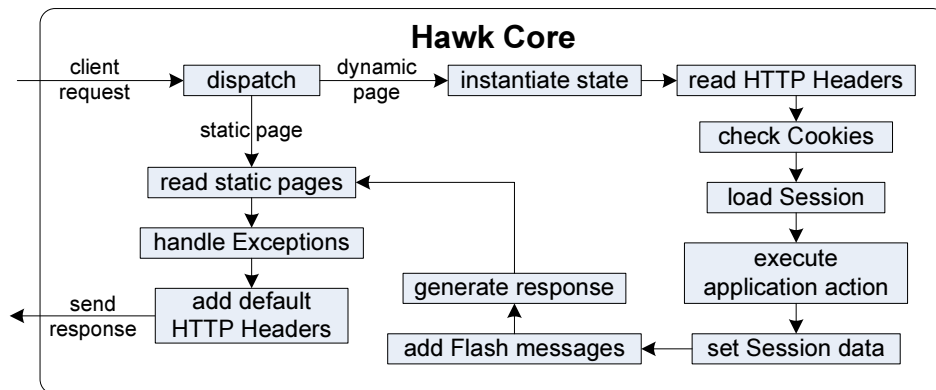 Hawk Core
client
request
dispatch
dynamic
page
instantiate state
read HTTP Headers
static page
check Cookies
read static pages
load Session
handle Exceptions
execute
application action
send
response
add default
HTTP Headers
generate response
add Flash messages
set Session data